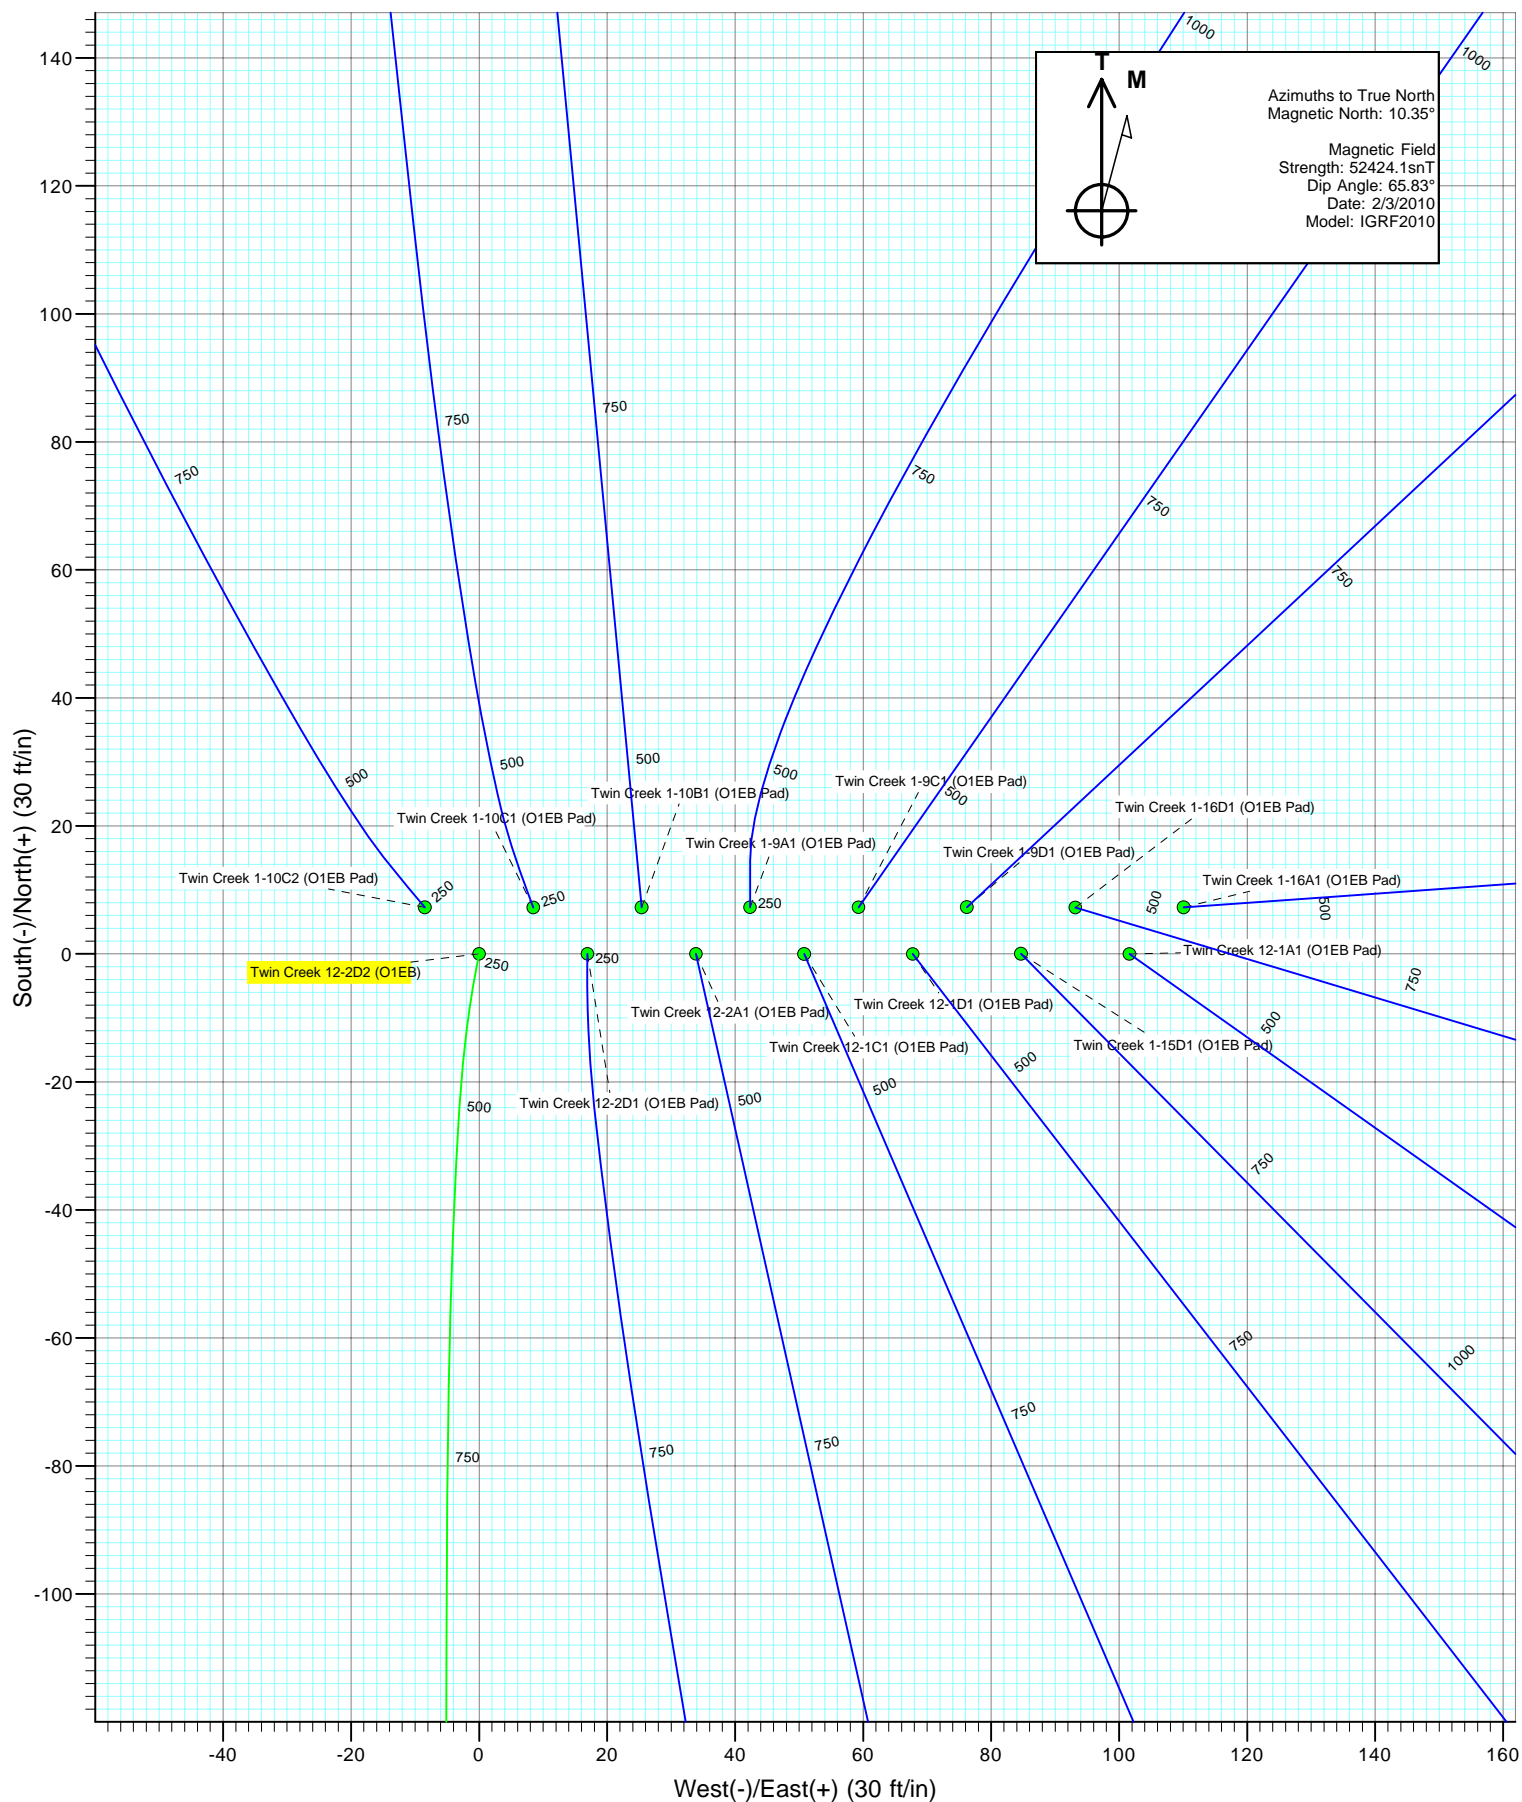 1000
1000
140
120
100
80
60
40
20
0
-20
-40
-60
-80
-100
South(-)/North(+) (30 ft/in)
T
M
Azimuths to True North
Magnetic North: 10.35°
Magnetic Field
Strength: 52424.1snT
Dip Angle: 65.83°
Date: 2/3/2010
Model: IGRF2010
750
750
750
750
750
750
500
500
500
500
500
Twin Creek 1-10B1 (O1EB Pad)
Twin Creek 1-9C1 (O1EB Pad)
Twin Creek 1-10C1 (O1EB Pad)
Twin Creek 1-16D1 (O1EB Pad)
Twin Creek 1-9A1 (O1EB Pad)
Twin Creek 1-9D1 (O1EB Pad)
Twin Creek 1-10C2 (O1EB Pad)
Twin Creek 1-16A1 (O1EB Pad)
250
250
250
500
500
Twin Creek 12-2D2 (O1EB)
250
250
Twin Creek 12-1A1 (O1EB Pad)
750
Twin Creek 12-2A1 (O1EB Pad)
Twin Creek 12-1D1 (O1EB Pad)
Twin Creek 12-1C1 (O1EB Pad)
Twin Creek 1-15D1 (O1EB Pad)
500
500
500
500
500
Twin Creek 12-2D1 (O1EB Pad)
750
750
1000
750
750
750
750
-40
-20
0
20
40
60
80
100
120
140
160
West(-)/East(+) (30 ft/in)